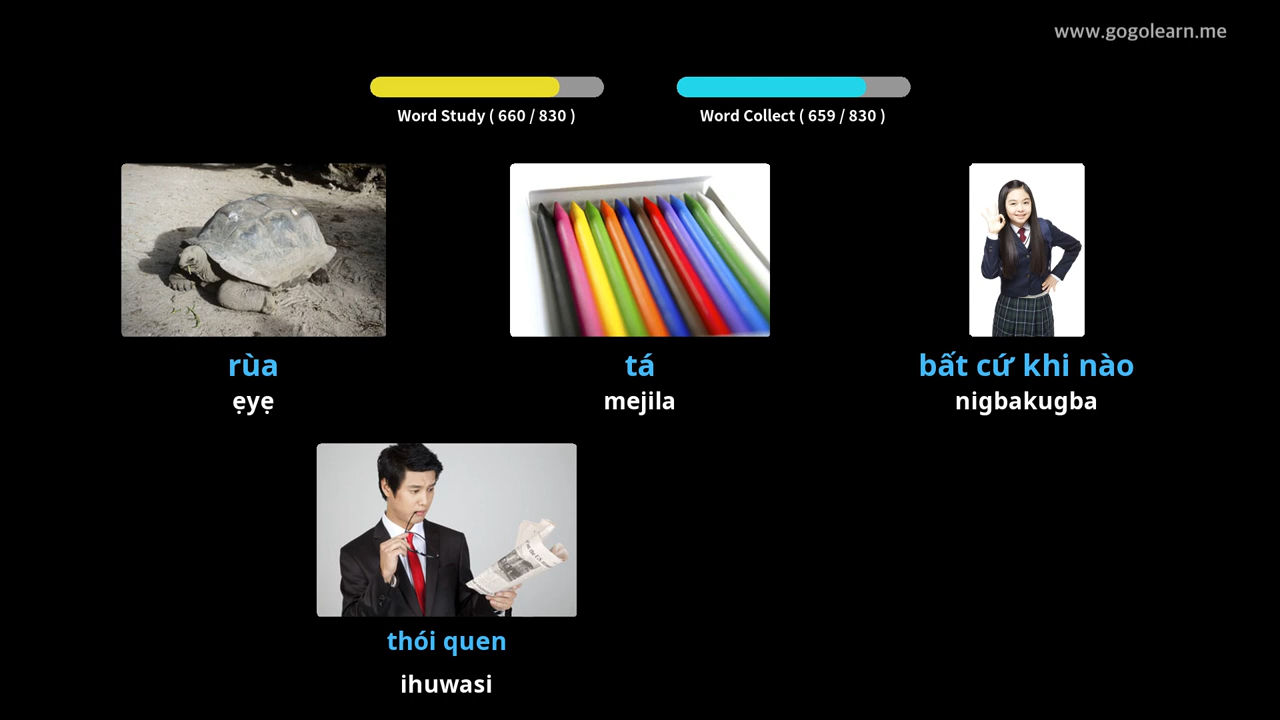 www.gogolearn.me
Word Study ( 660 / 830 )
Word Collect ( 659 / 830 )
rùa
ẹyẹ
tá
mejila
bất cứ khi nào
nigbakugba
thói quen
ihuwasi